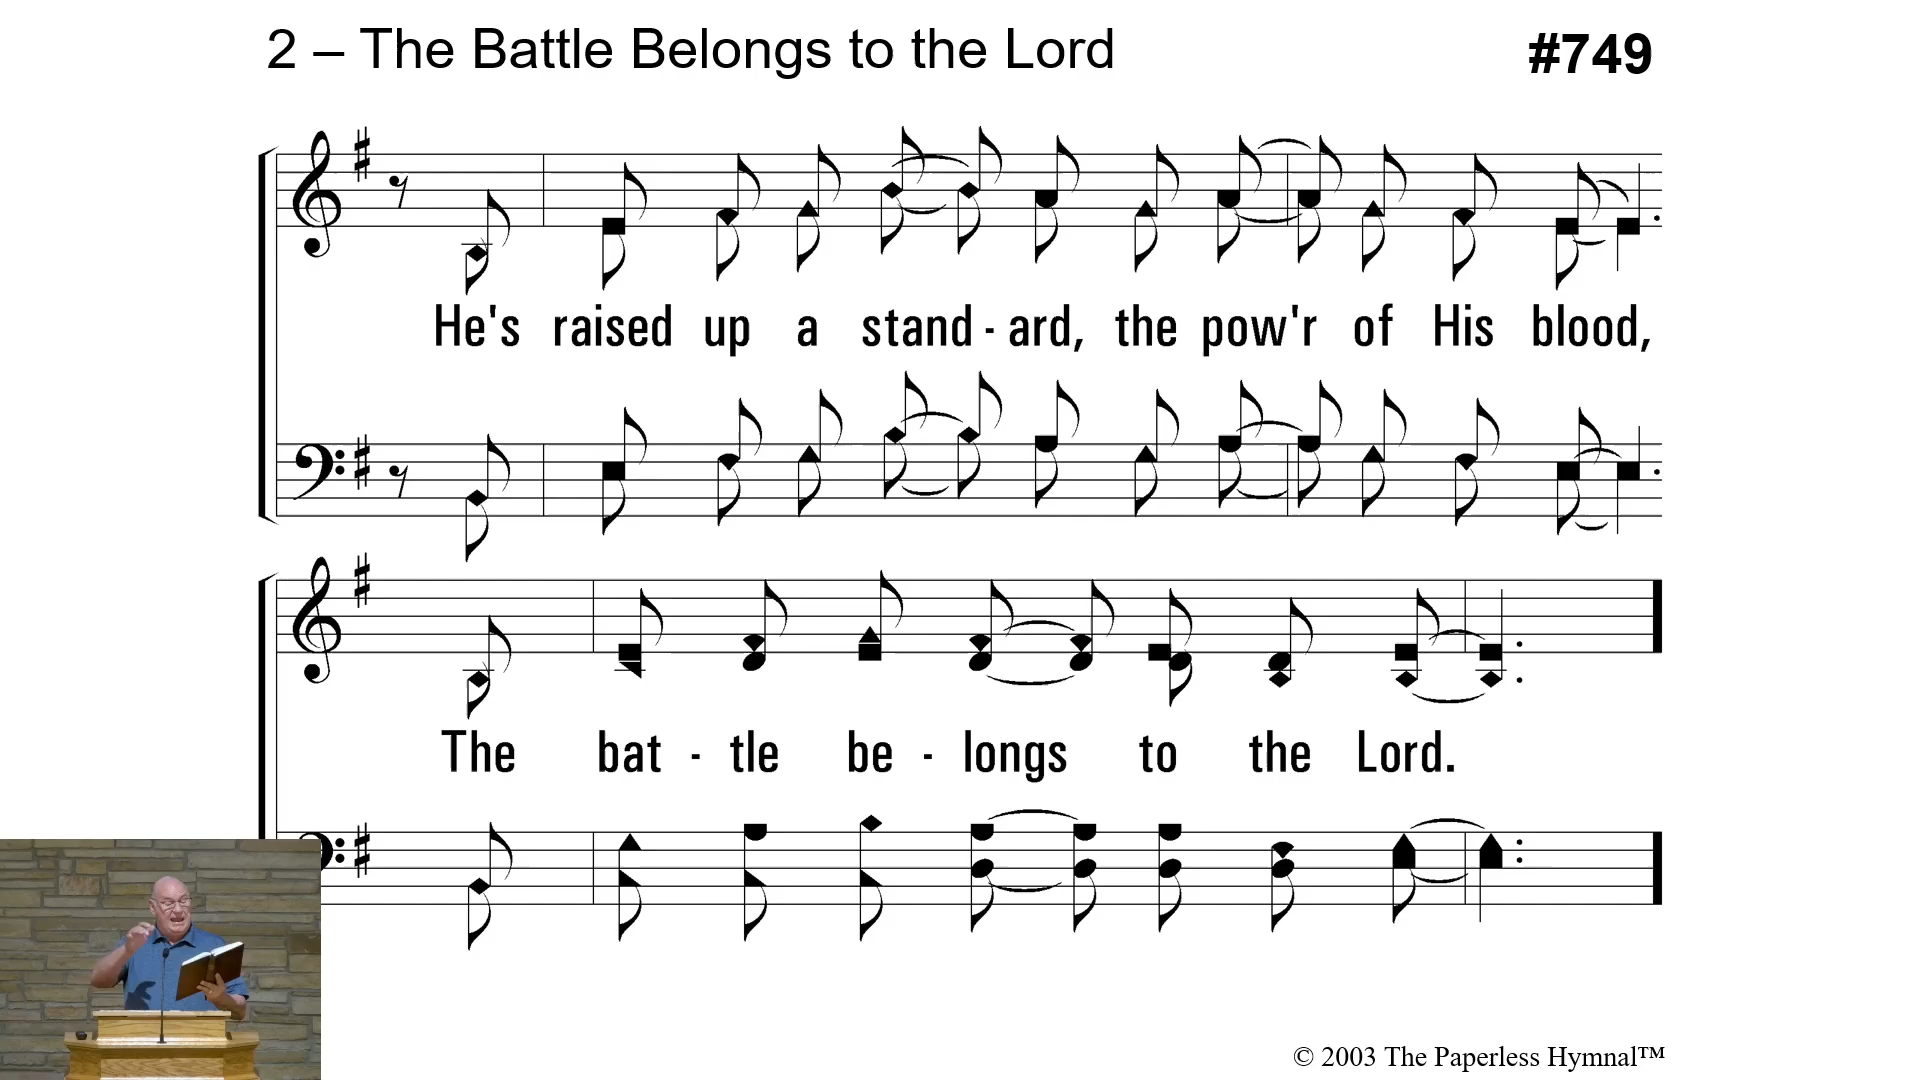 2 – The Battle Belongs to the Lord #749
He's raised up a stand - ard, the pow'r of His blood,
The bat - tle be - longs to the Lord.
© 2003 The Paperless Hymnal™